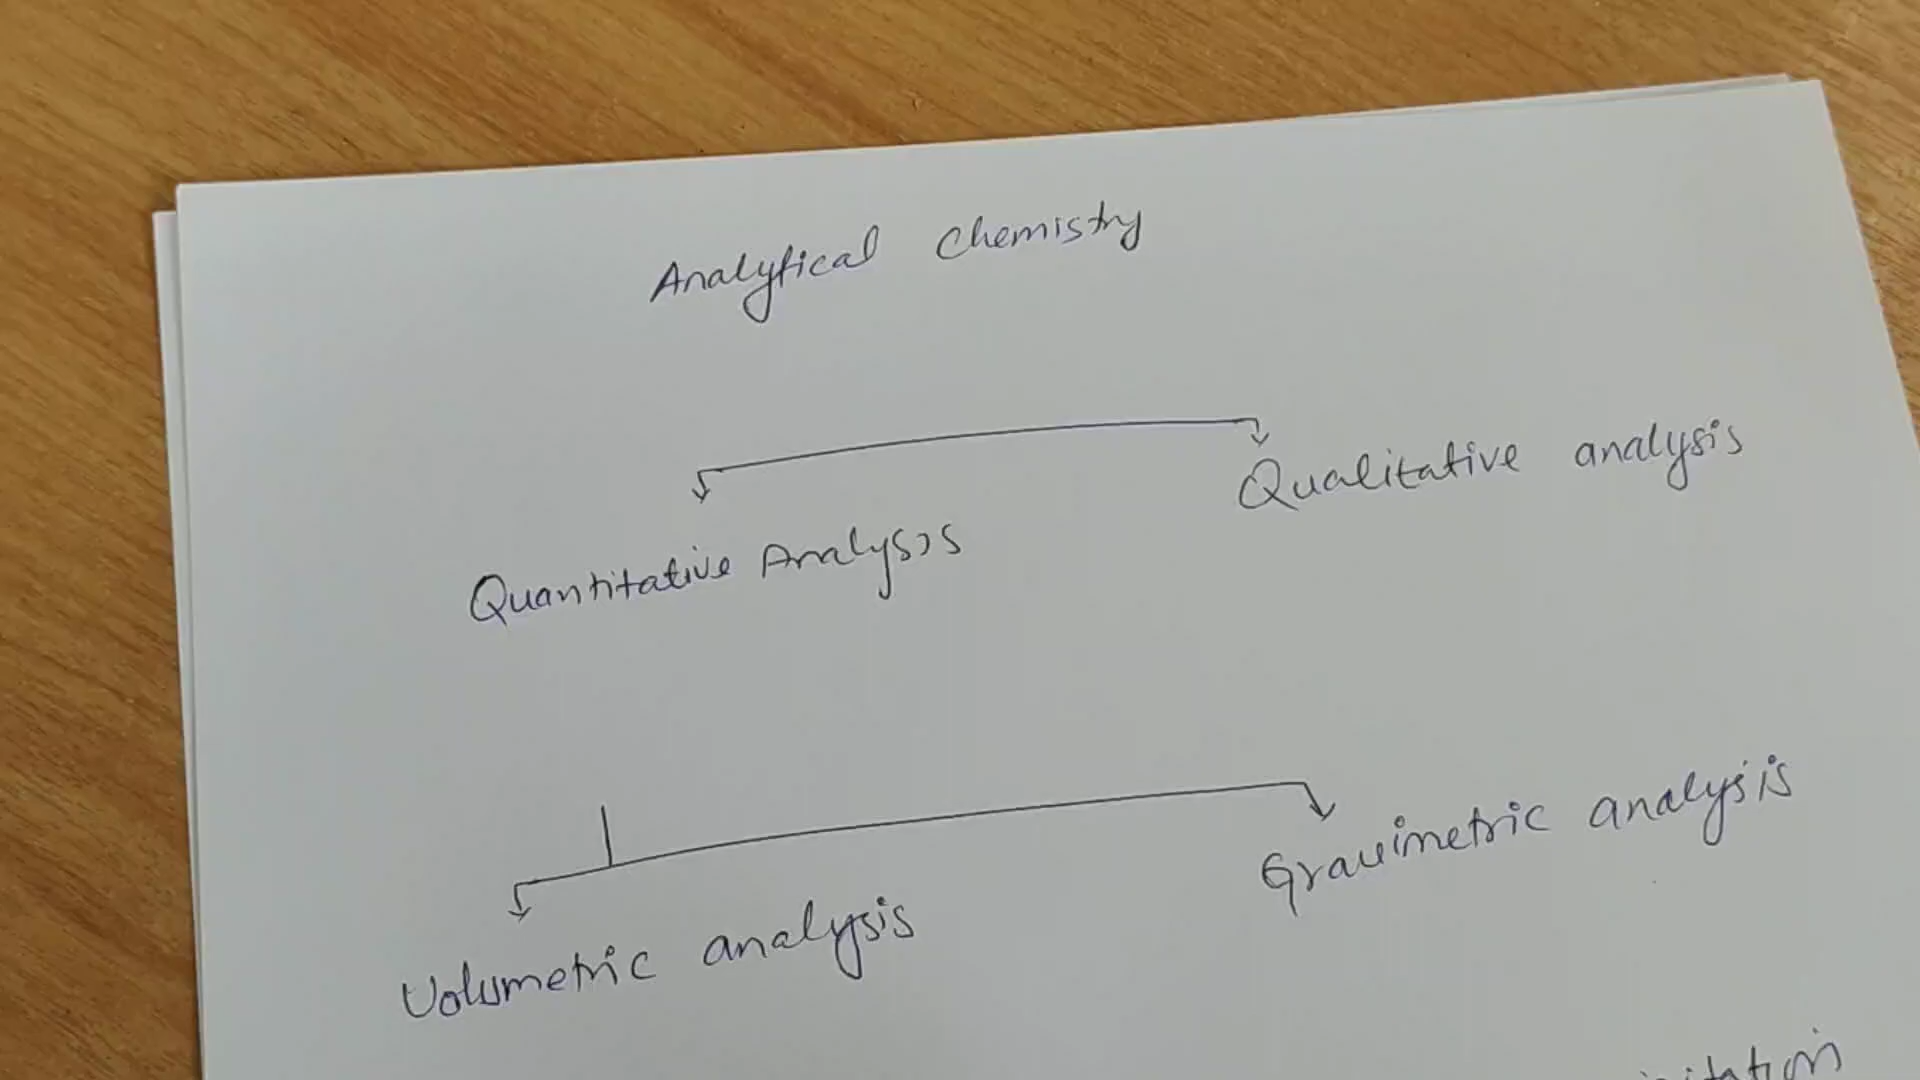 Analytical Chemistry
Quantitative Analysis
Qualitative analysis
Volumetric analysis
Gravimetric analysis